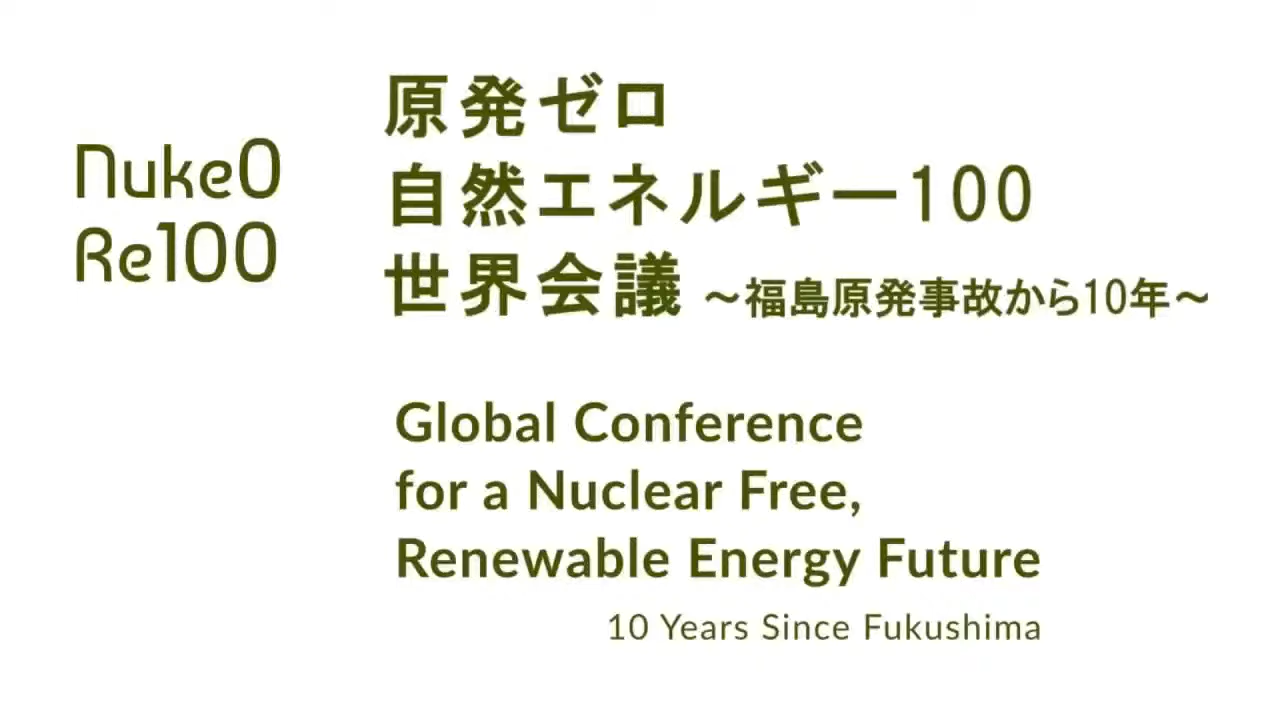 Nuke0
Re100
原発ゼロ
自然エネルギー100
世界会議 ～福島原発事故から10年～
Global Conference
for a Nuclear Free,
Renewable Energy Future
10 Years Since Fukushima